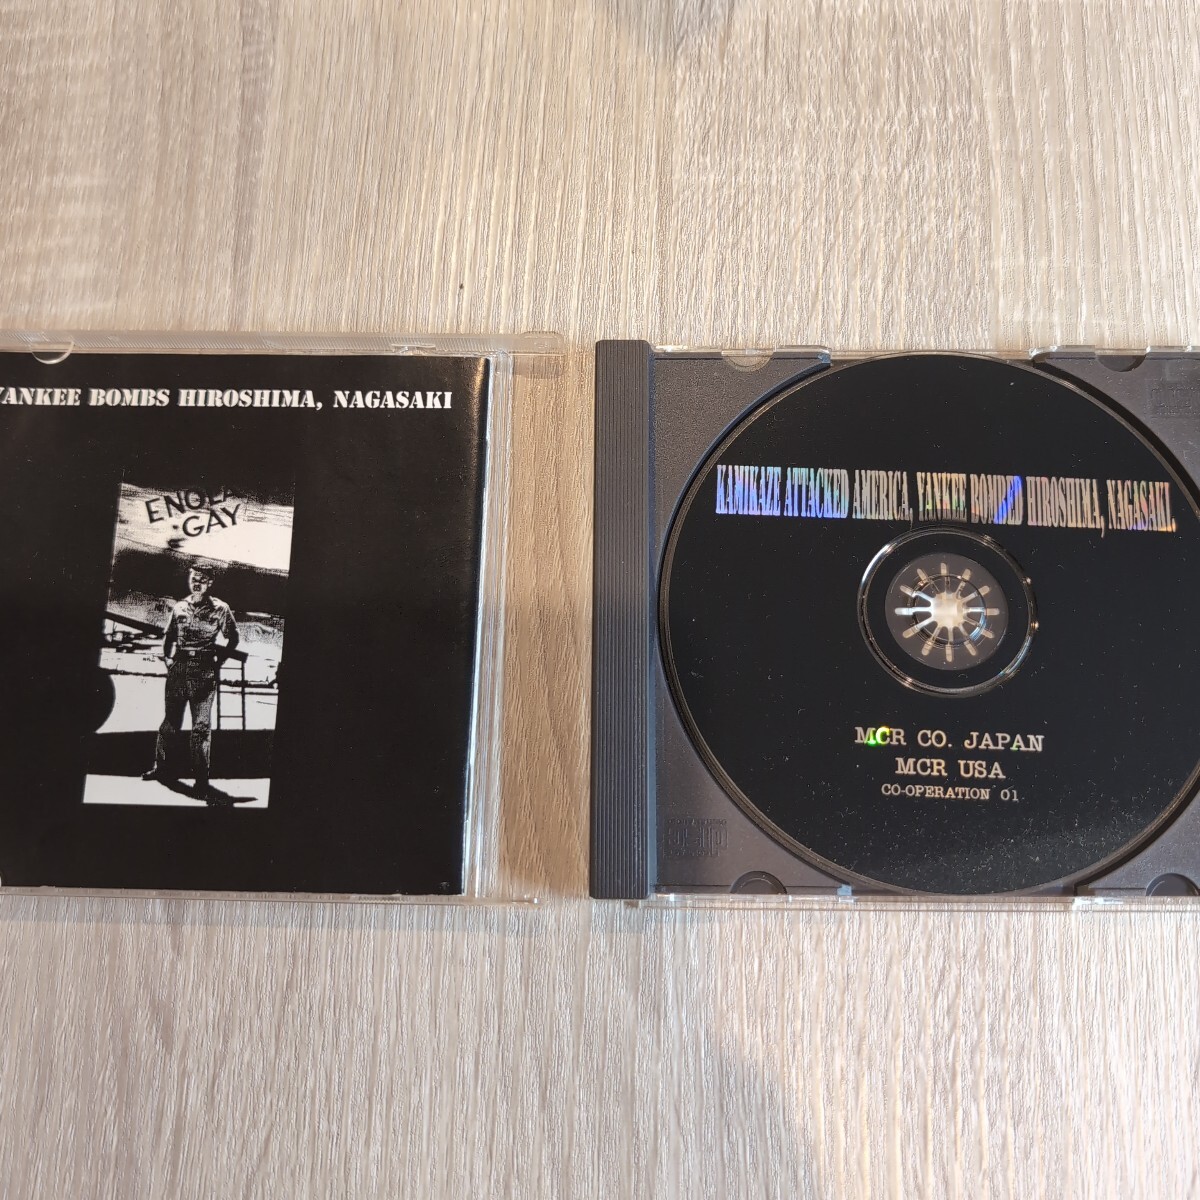 YANKEE BOMBS HIROSHIMA, NAGASAKI
ENOLA
GAY
KAMIKAZE ATTACKED AMERICA, YANKEE BOMBED HIROSHIMA, NAGASAKI.
MCR CO. JAPAN
MCR USA
CO-OPERATION 01